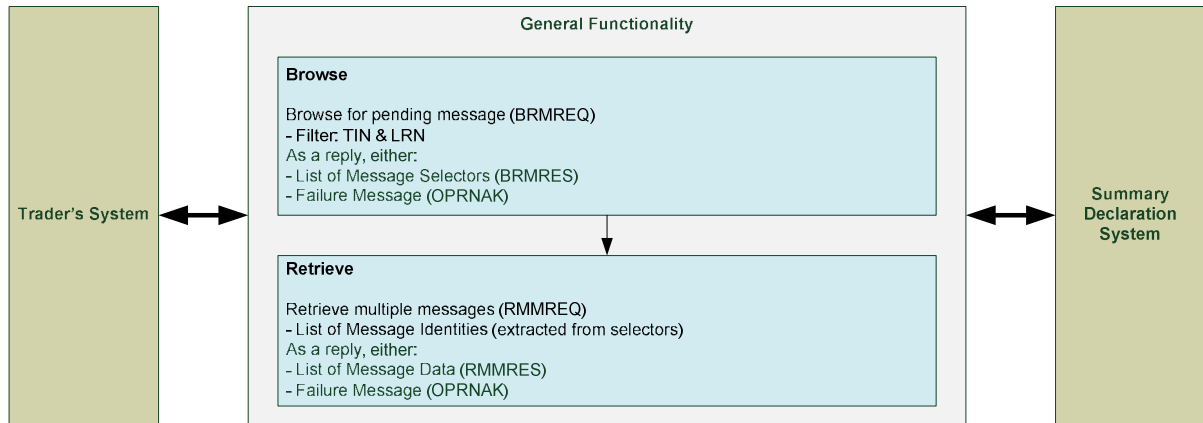 General Functionality
Trader's System
Browse
Browse for pending message (BRMREQ)
- Filter: TIN & LRN
As a reply, either:
- List of Message Selectors (BRMRES)
- Failure Message (OPRNAK)
Retrieve
Retrieve multiple messages (RMMREQ)
- List of Message Identities (extracted from selectors)
As a reply, either:
- List of Message Data (RMMRES)
- Failure Message (OPRNAK)
Summary
Declaration
System